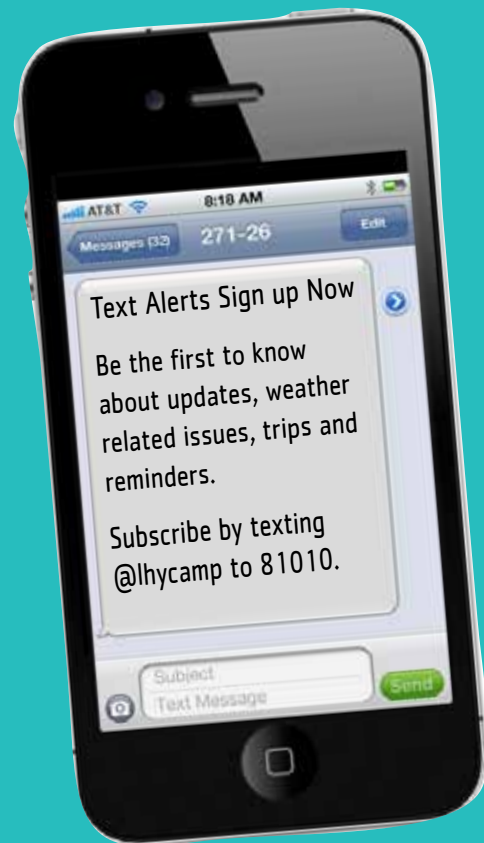 AT&T 8:18 AM
Messages (32) 271-26 Edit
Text Alerts Sign up Now
Be the first to know
about updates, weather
related issues, trips and
reminders.
Subscribe by texting
@lhycamp to 81010.
Subject
Text Message
Send